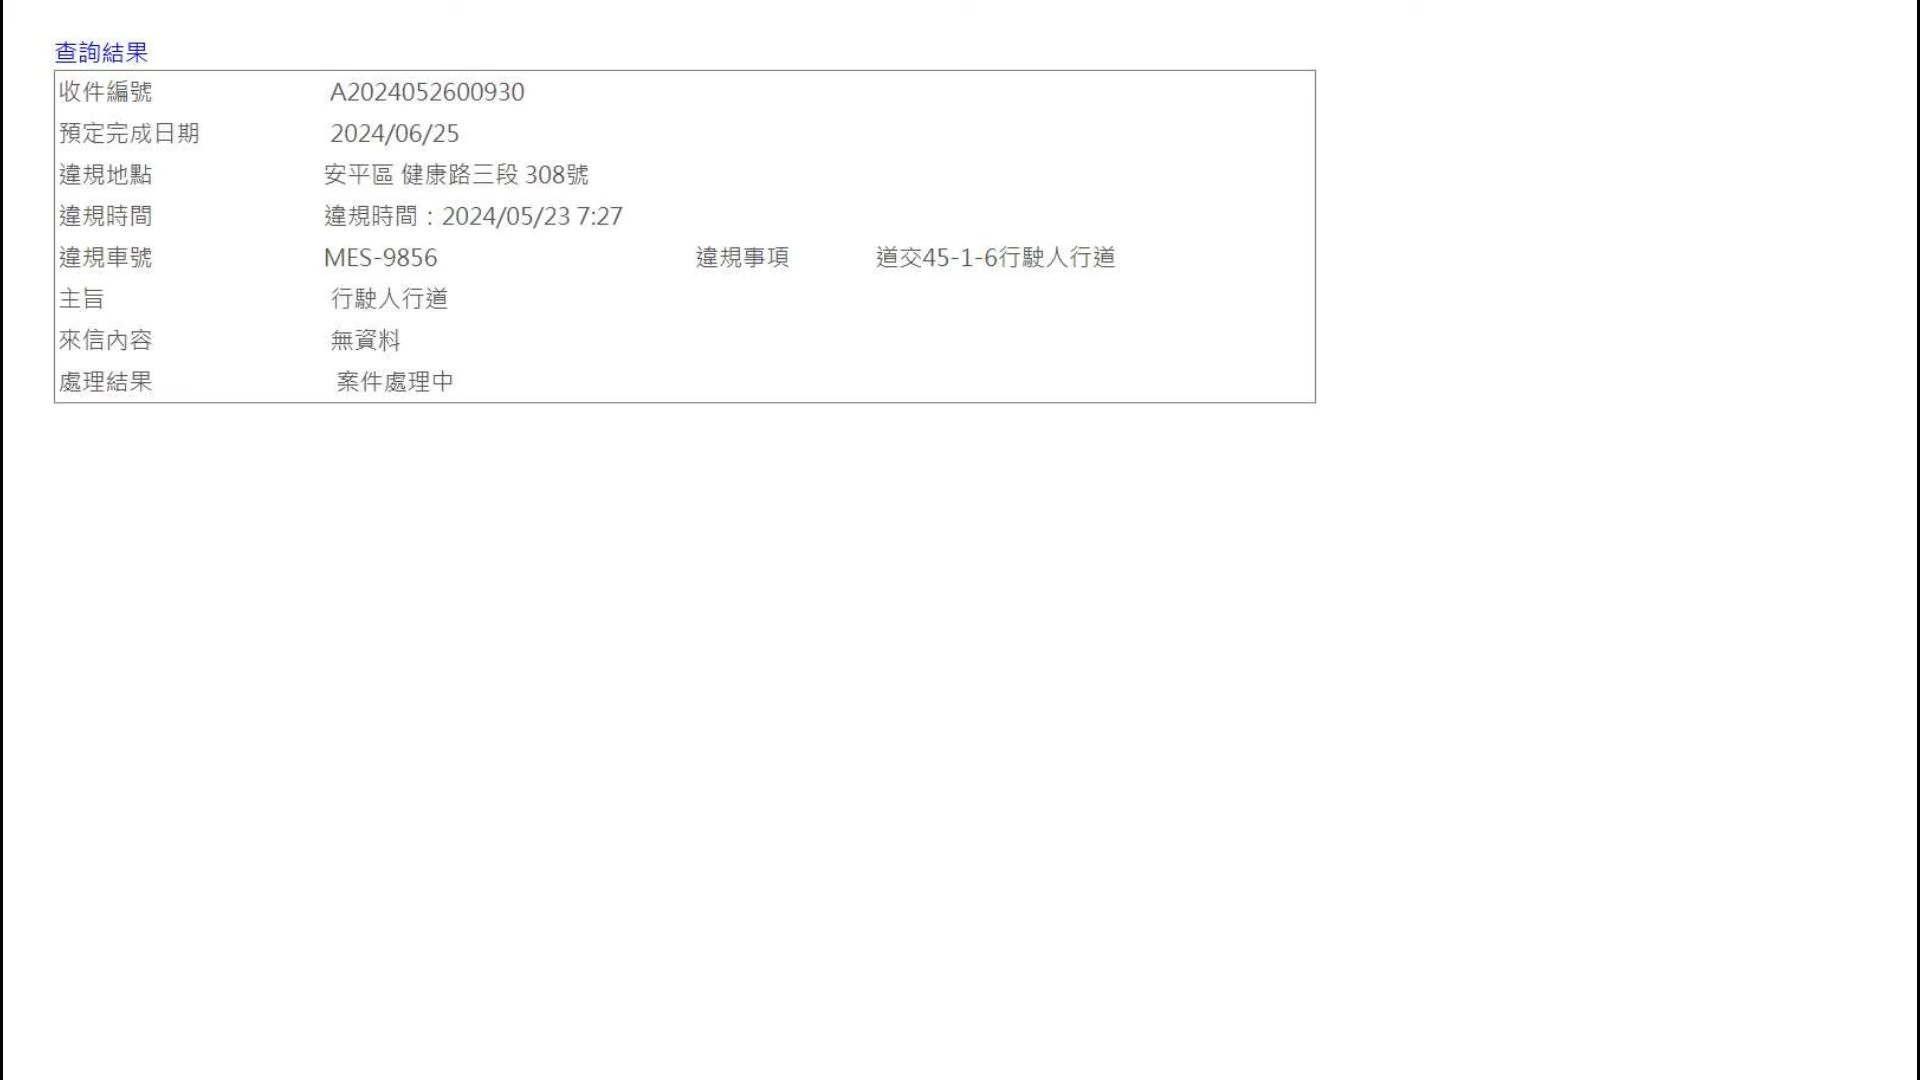 查詢結果
收件編號 A2024052600930
預定完成日期 2024/06/25
違規地點 安平區 健康路三段 308號
違規時間 違規時間：2024/05/23 7:27
違規車號 MES-9856 違規事項 道交45-1-6行駛人行道
主旨 行駛人行道
來信內容 無資料
處理結果 案件處理中